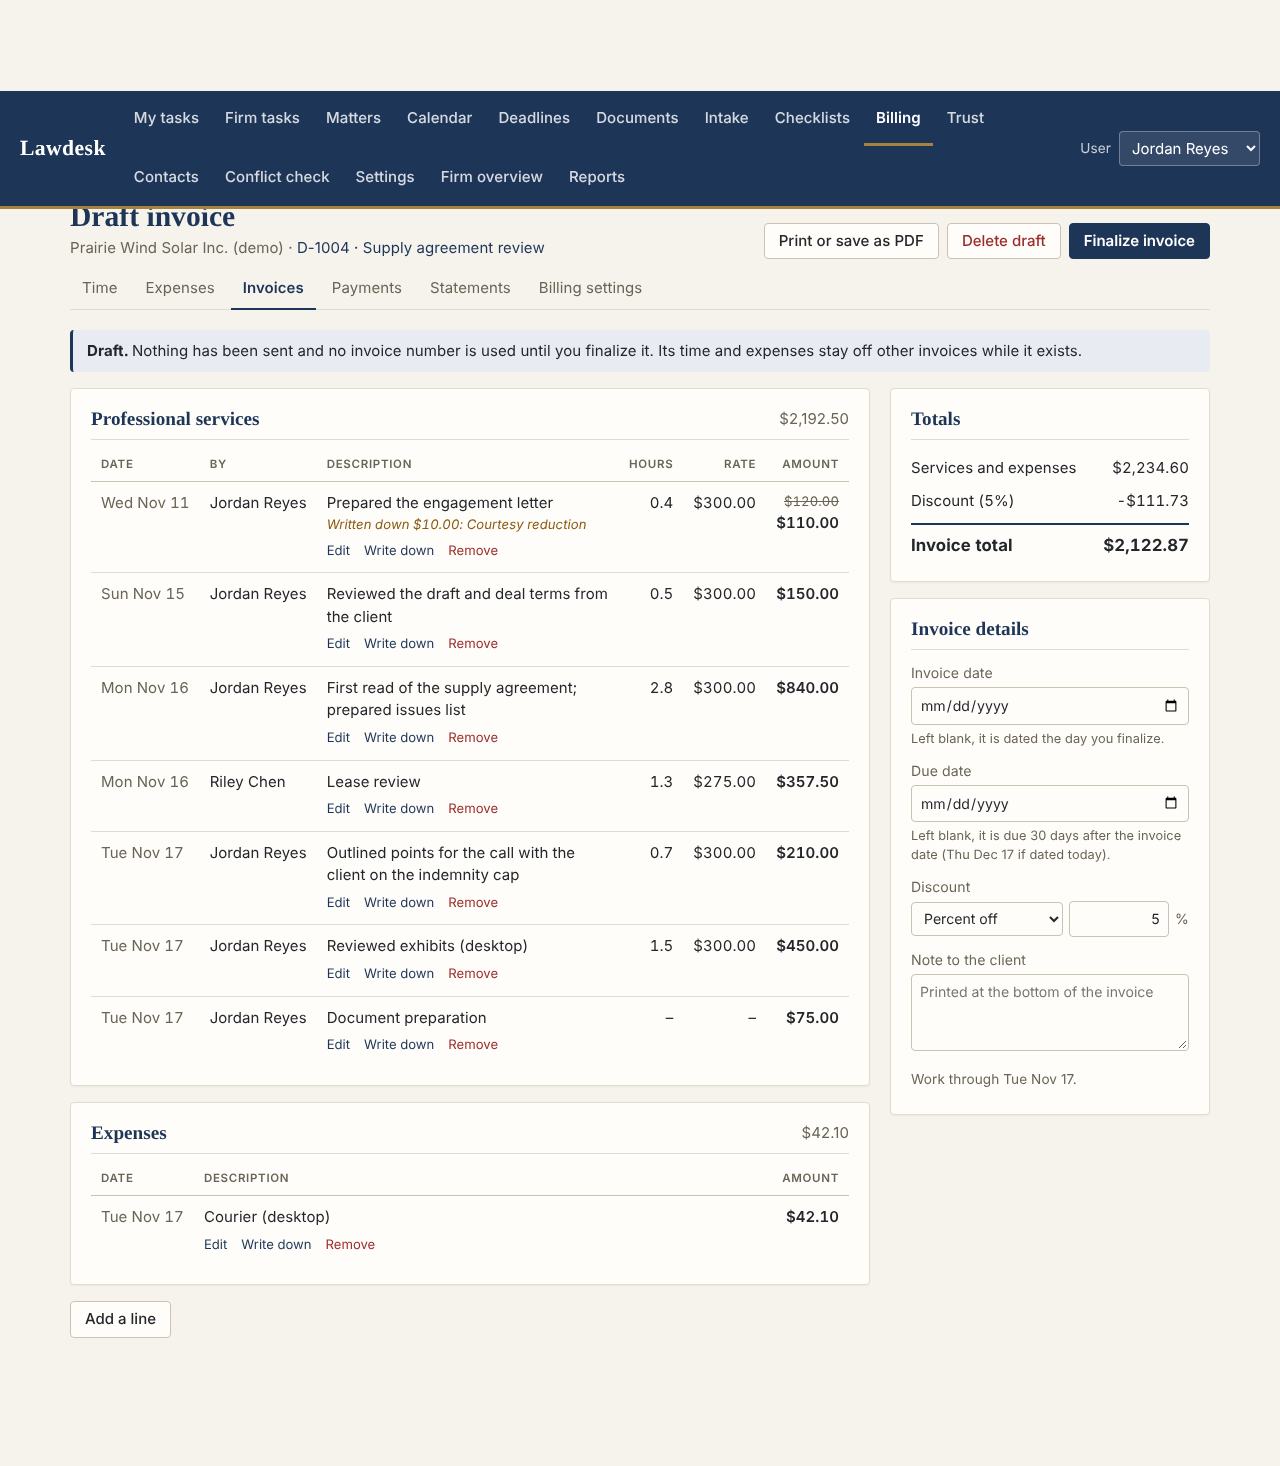 Lawdesk
My tasks Firm tasks Matters Calendar Deadlines Documents Intake Checklists Billing Trust
Contacts Conflict check Settings Firm overview Reports
User Jordan Reyes
Draft invoice
Prairie Wind Solar Inc. (demo) · D-1004 · Supply agreement review
Print or save as PDF Delete draft Finalize invoice
Time Expenses Invoices Payments Statements Billing settings
Draft. Nothing has been sent and no invoice number is used until you finalize it. Its time and expenses stay off other invoices while it exists.
Professional services $2,192.50
DATE BY DESCRIPTION HOURS RATE AMOUNT
Wed Nov 11 Jordan Reyes Prepared the engagement letter 0.4 $300.00 $120.00
Written down $10.00: Courtesy reduction $110.00
Edit Write down Remove
Sun Nov 15 Jordan Reyes Reviewed the draft and deal terms from 0.5 $300.00 $150.00
the client
Edit Write down Remove
Mon Nov 16 Jordan Reyes First read of the supply agreement; 2.8 $300.00 $840.00
prepared issues list
Edit Write down Remove
Mon Nov 16 Riley Chen Lease review 1.3 $275.00 $357.50
Edit Write down Remove
Tue Nov 17 Jordan Reyes Outlined points for the call with the 0.7 $300.00 $210.00
client on the indemnity cap
Edit Write down Remove
Tue Nov 17 Jordan Reyes Reviewed exhibits (desktop) 1.5 $300.00 $450.00
Edit Write down Remove
Tue Nov 17 Jordan Reyes Document preparation – – $75.00
Edit Write down Remove
Expenses $42.10
DATE DESCRIPTION AMOUNT
Tue Nov 17 Courier (desktop) $42.10
Edit Write down Remove
Add a line
Totals
Services and expenses $2,234.60
Discount (5%) -$111.73
Invoice total $2,122.87
Invoice details
Invoice date
mm/dd/yyyy
Left blank, it is dated the day you finalize.
Due date
mm/dd/yyyy
Left blank, it is due 30 days after the invoice
date (Thu Dec 17 if dated today).
Discount
Percent off 5 %
Note to the client
Printed at the bottom of the invoice
Work through Tue Nov 17.